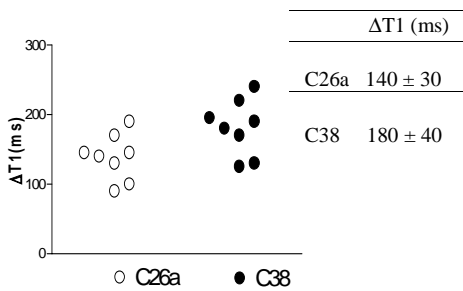 ΔT1(ms)
300
200
100
0
○ C26a ● C38
ΔT1 (ms)
C26a 140 ± 30
C38 180 ± 40